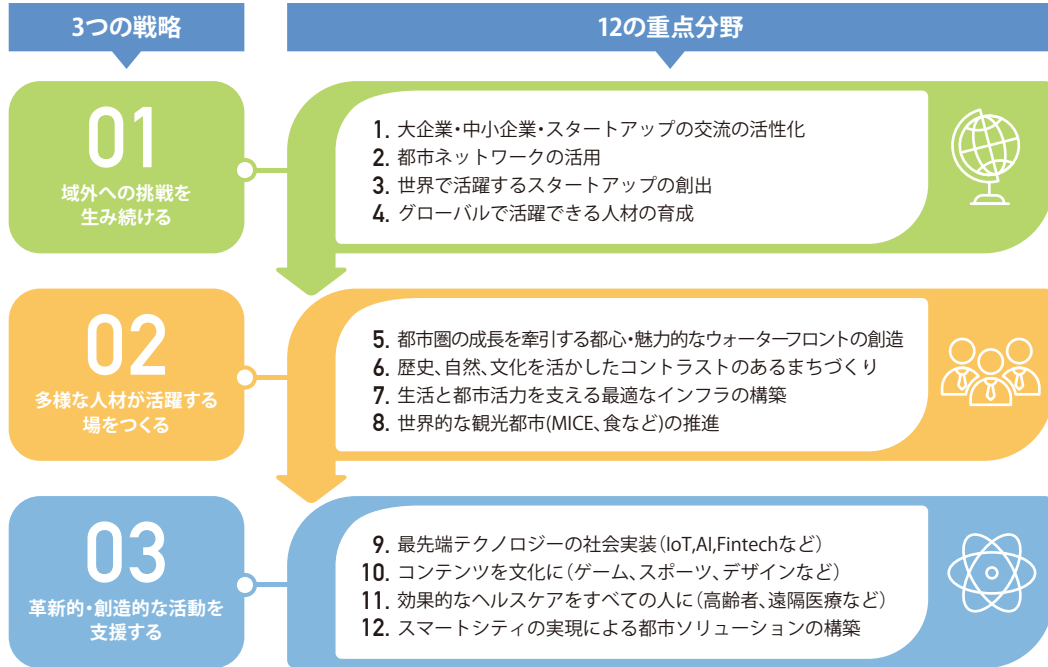 3つの戦略
12の重点分野
01
域外への挑戦を
生み続ける
1. 大企業・中小企業・スタートアップの交流の活性化
2. 都市ネットワークの活用
3. 世界で活躍するスタートアップの創出
4. グローバルで活躍できる人材の育成
02
多様な人材が活躍する
場をつくる
5. 都市圏の成長を牽引する都心・魅力的なウォーターフロントの創造
6. 歴史、自然、文化を活かしたコントラストのあるまちづくり
7. 生活と都市活力を支える最適なインフラの構築
8. 世界的な観光都市(MICE、食など)の推進
03
革新的・創造的な活動を
支援する
9. 最先端テクノロジーの社会実装（IoT,AI,Fintechなど）
10. コンテンツを文化に（ゲーム、スポーツ、デザインなど）
11. 効果的なヘルスケアをすべての人に（高齢者、遠隔医療など）
12. スマートシティの実現による都市ソリューションの構築